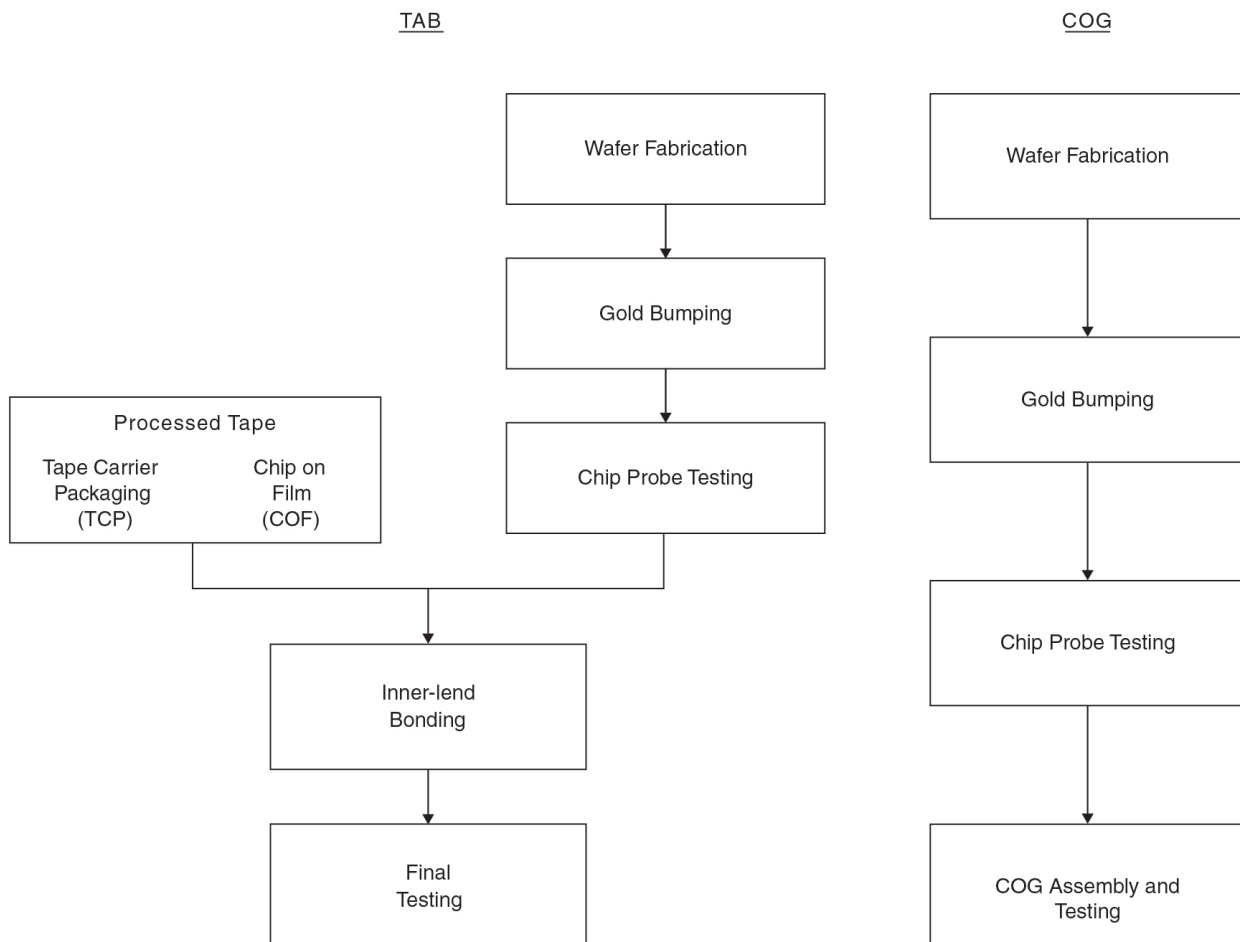 TAB
Wafer Fabrication
Gold Bumping
Processed Tape
Tape Carrier
Packaging
(TCP)
Chip on
Film
(COF)
Chip Probe Testing
Inner-lend
Bonding
Final
Testing
COG
Wafer Fabrication
Gold Bumping
Chip Probe Testing
COG Assembly and
Testing